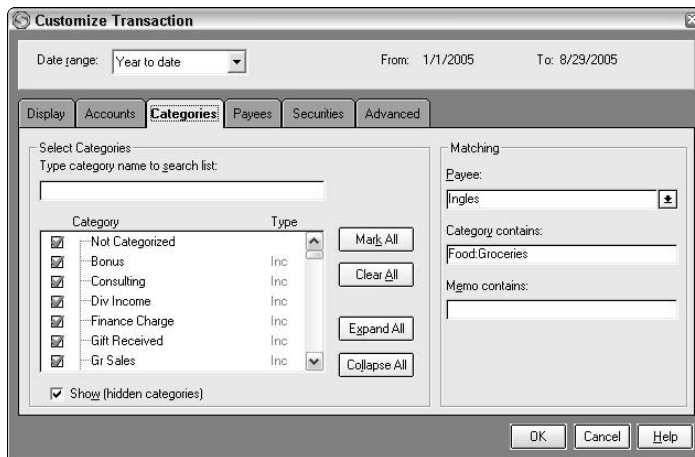 Customize Transaction
Date range: Year to date From: 1/1/2005 To: 8/29/2005
Display Accounts Categories Payees Securities Advanced
Select Categories
Type category name to search list:
Category Type
Not Categorized
Bonus Inc
Consulting Inc
Div Income Inc
Finance Charge Inc
Gift Received Inc
Gr Sales Inc
Show (hidden categories)
Mark All
Clear All
Expand All
Collapse All
Matching
Payee:
Ingles
Category contains:
Food:Groceries
Memo contains:
OK Cancel Help